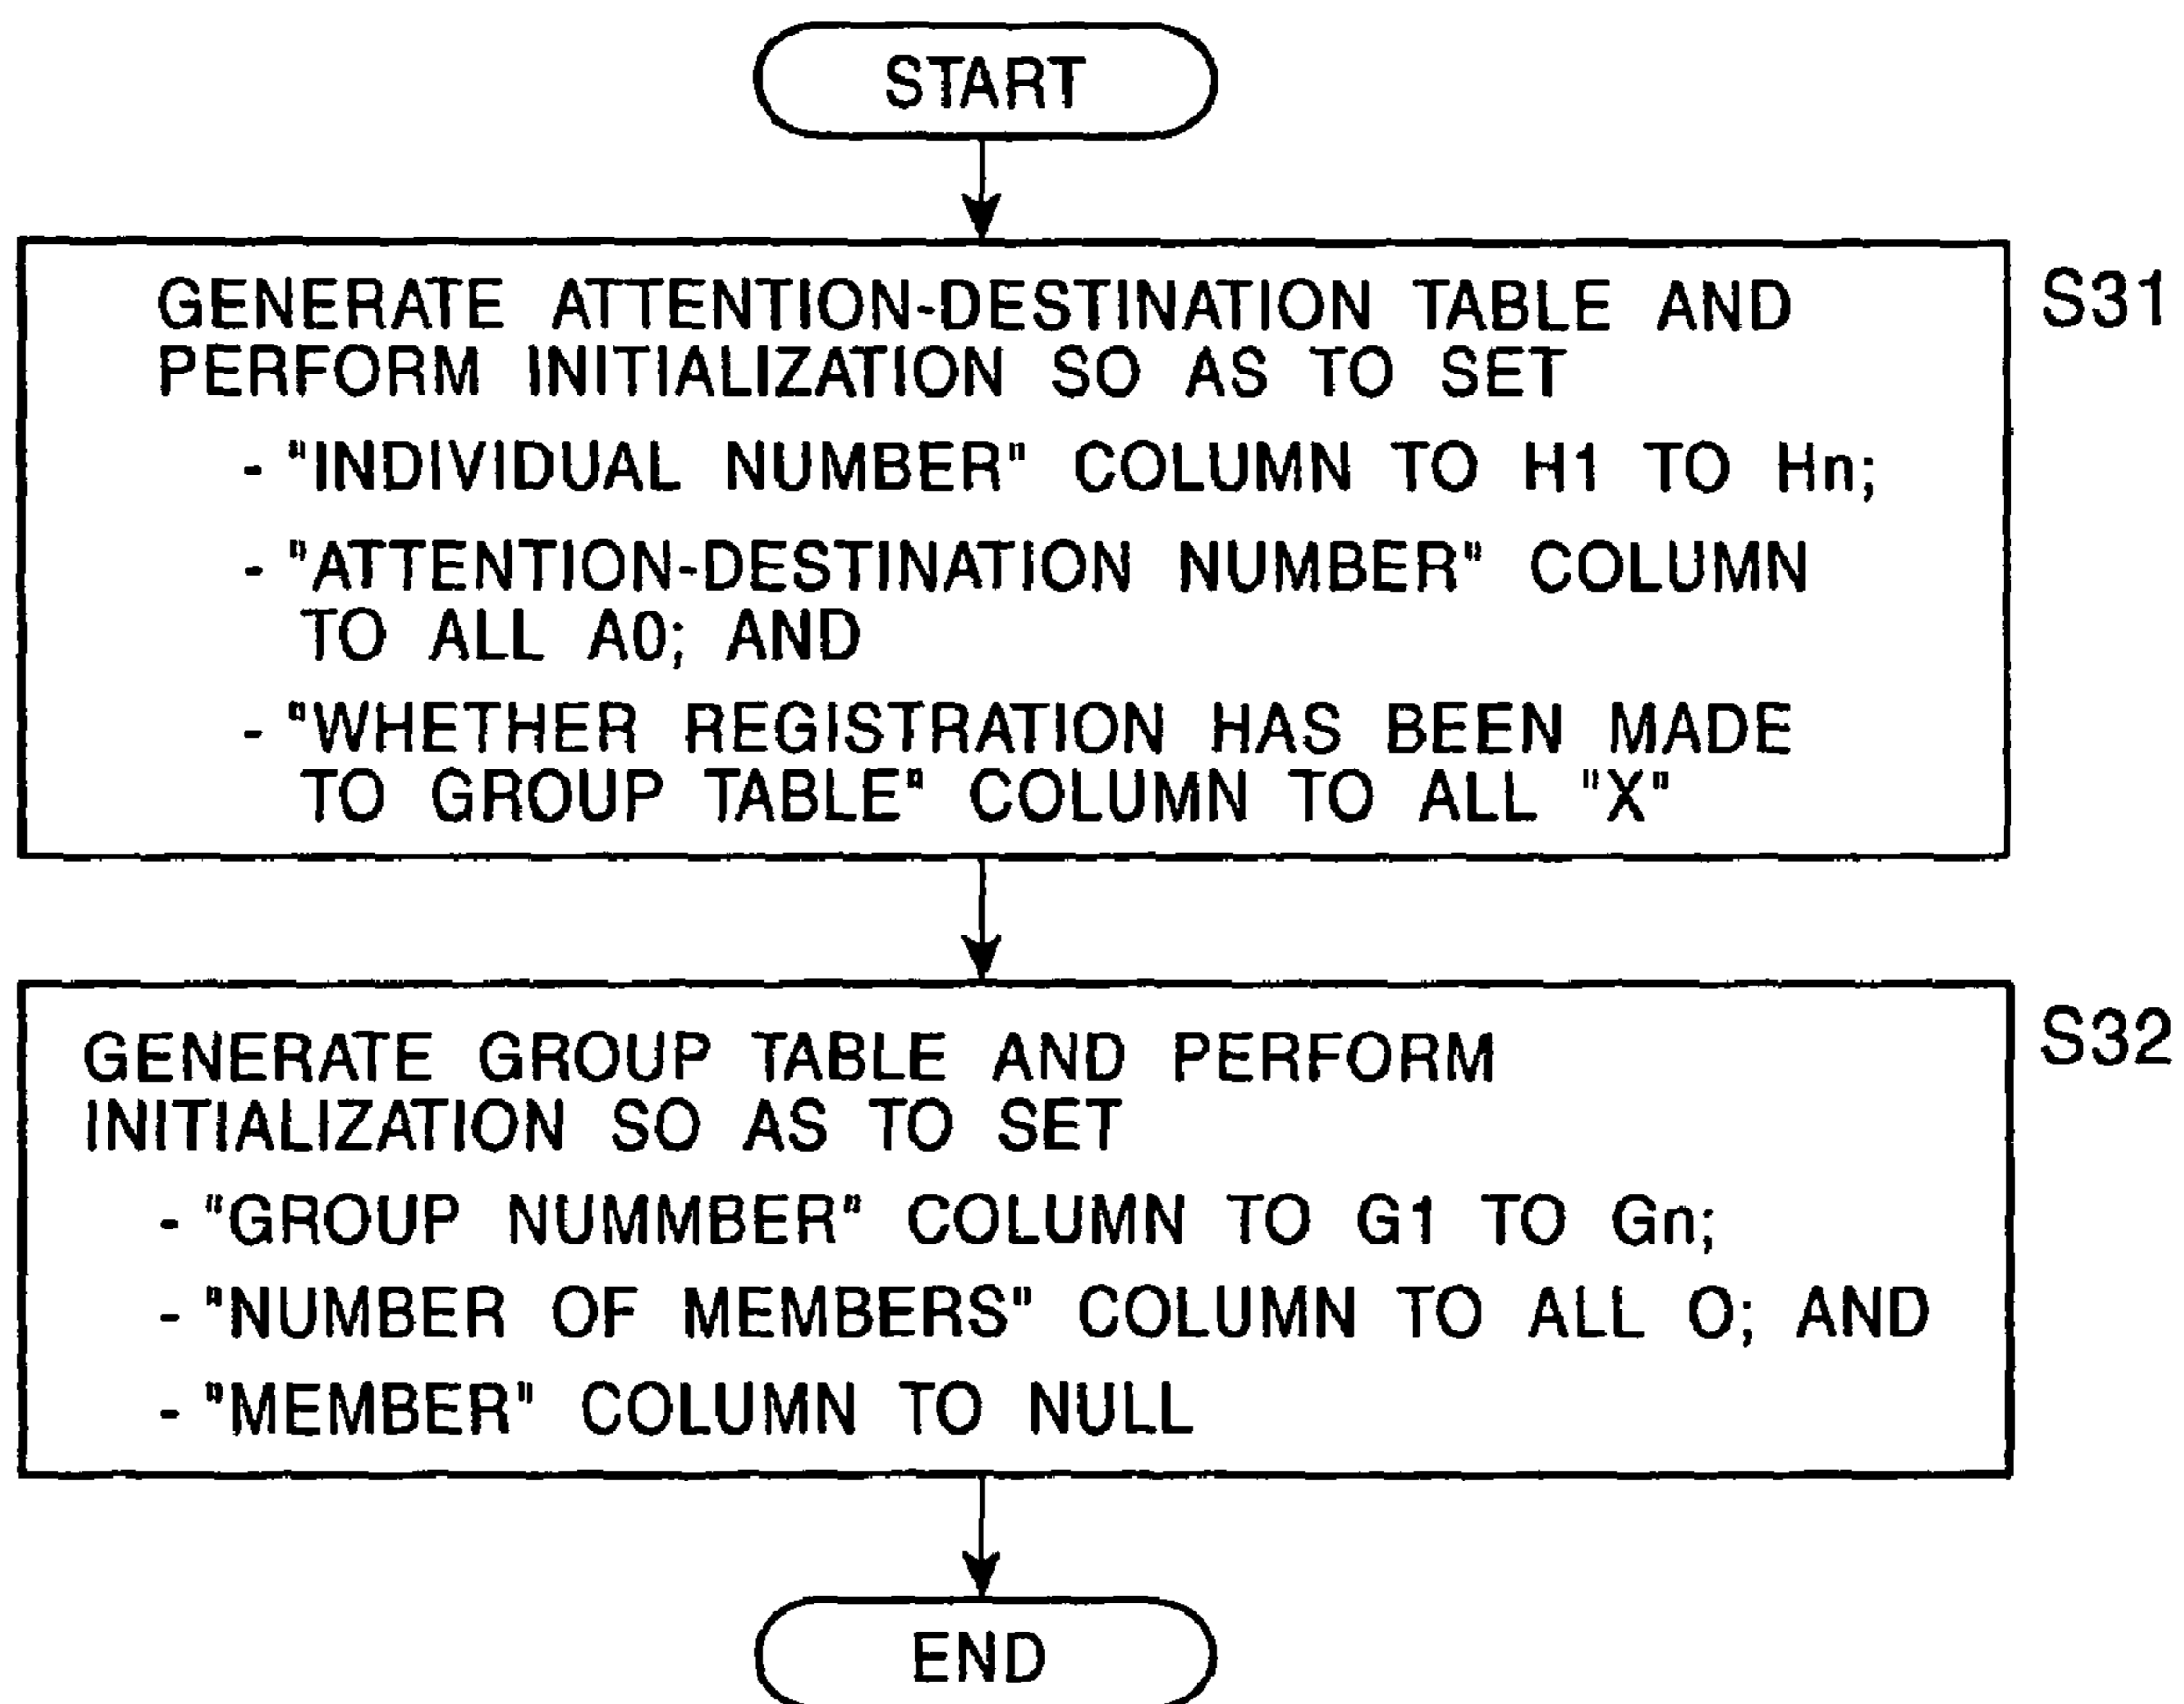 START
GENERATE ATTENTION-DESTINATION TABLE AND
PERFORM INITIALIZATION SO AS TO SET
- "INDIVIDUAL NUMBER" COLUMN TO H1 TO Hn;
- "ATTENTION-DESTINATION NUMBER" COLUMN
TO ALL A0; AND
- "WHETHER REGISTRATION HAS BEEN MADE
TO GROUP TABLE" COLUMN TO ALL "X"
S31
GENERATE GROUP TABLE AND PERFORM
INITIALIZATION SO AS TO SET
- "GROUP NUMMBER" COLUMN TO G1 TO Gn;
- "NUMBER OF MEMBERS" COLUMN TO ALL O; AND
- "MEMBER" COLUMN TO NULL
S32
END